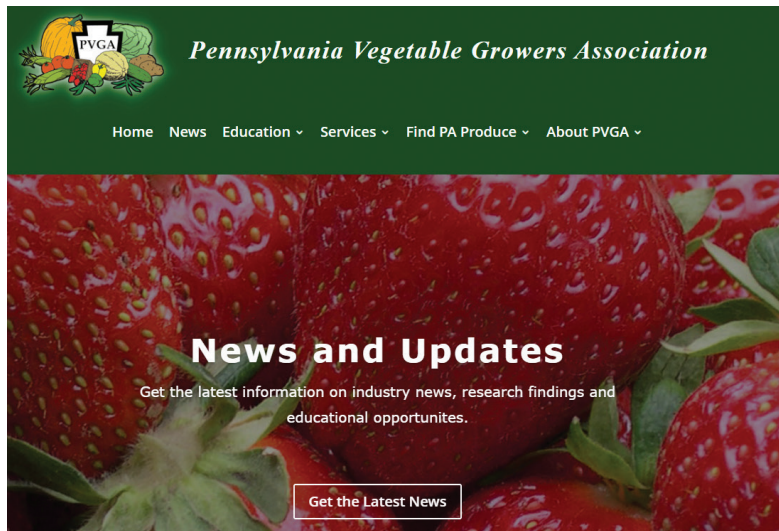 PVGA
Pennsylvania Vegetable Growers Association
Home News Education Services Find PA Produce About PVGA
News and Updates
Get the latest information on industry news, research findings and
educational opportunites.
Get the Latest News